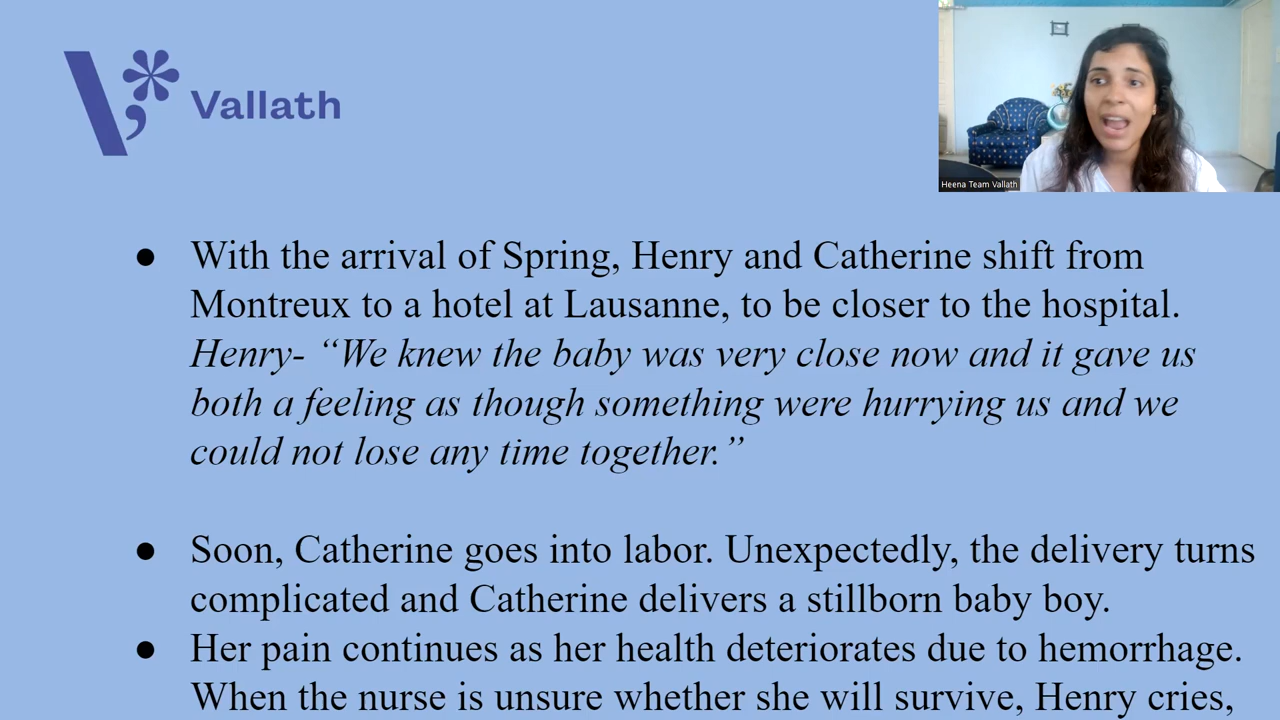 Vallath
Heena Team Vallath
● With the arrival of Spring, Henry and Catherine shift from
Montreux to a hotel at Lausanne, to be closer to the hospital.
Henry- “We knew the baby was very close now and it gave us
both a feeling as though something were hurrying us and we
could not lose any time together.”
● Soon, Catherine goes into labor. Unexpectedly, the delivery turns
complicated and Catherine delivers a stillborn baby boy.
● Her pain continues as her health deteriorates due to hemorrhage.
When the nurse is unsure whether she will survive, Henry cries,